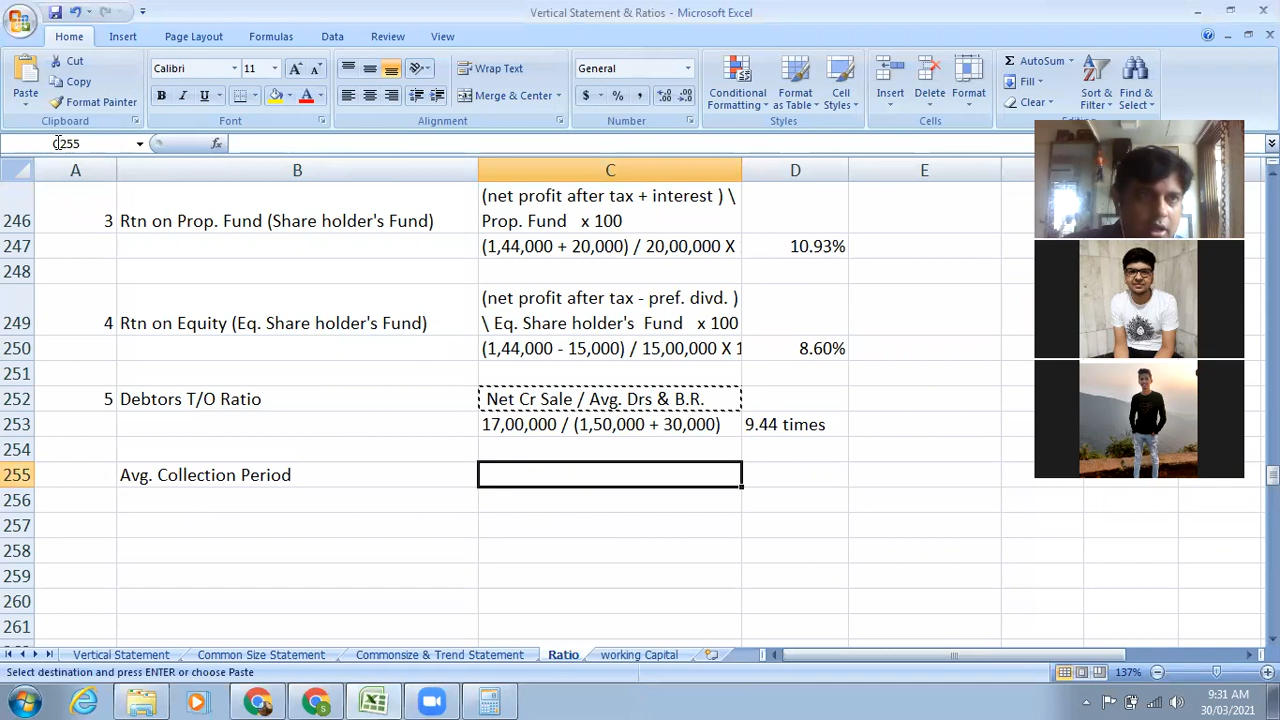 Vertical Statement & Ratios - Microsoft Excel
Home Insert Page Layout Formulas Data Review View
Paste
Cut
Copy
Format Painter
Clipboard
Calibri 11
B I U
Font
Wrap Text
Merge & Center
Alignment
General
$ % ,
Number
Conditional Formatting
Format as Table
Cell Styles
Styles
Insert Delete Format
Cells
AutoSum
Fill
Clear
Sort & Filter
Find & Select
Editing
C255 fx
A B C D E
246 3 Rtn on Prop. Fund (Share holder's Fund) (net profit after tax + interest ) \ Prop. Fund x 100
247 (1,44,000 + 20,000) / 20,00,000 X 10.93%
248
249 4 Rtn on Equity (Eq. Share holder's Fund) (net profit after tax - pref. divd. ) \ Eq. Share holder's Fund x 100
250 (1,44,000 - 15,000) / 15,00,000 X 1 8.60%
251
252 5 Debtors T/O Ratio Net Cr Sale / Avg. Drs & B.R.
253 17,00,000 / (1,50,000 + 30,000) 9.44 times
254
255 Avg. Collection Period
256
257
258
259
260
261
Vertical Statement Common Size Statement Commonsize & Trend Statement Ratio working Capital
Select destination and press ENTER or choose Paste 137%
9:31 AM
30/03/2021